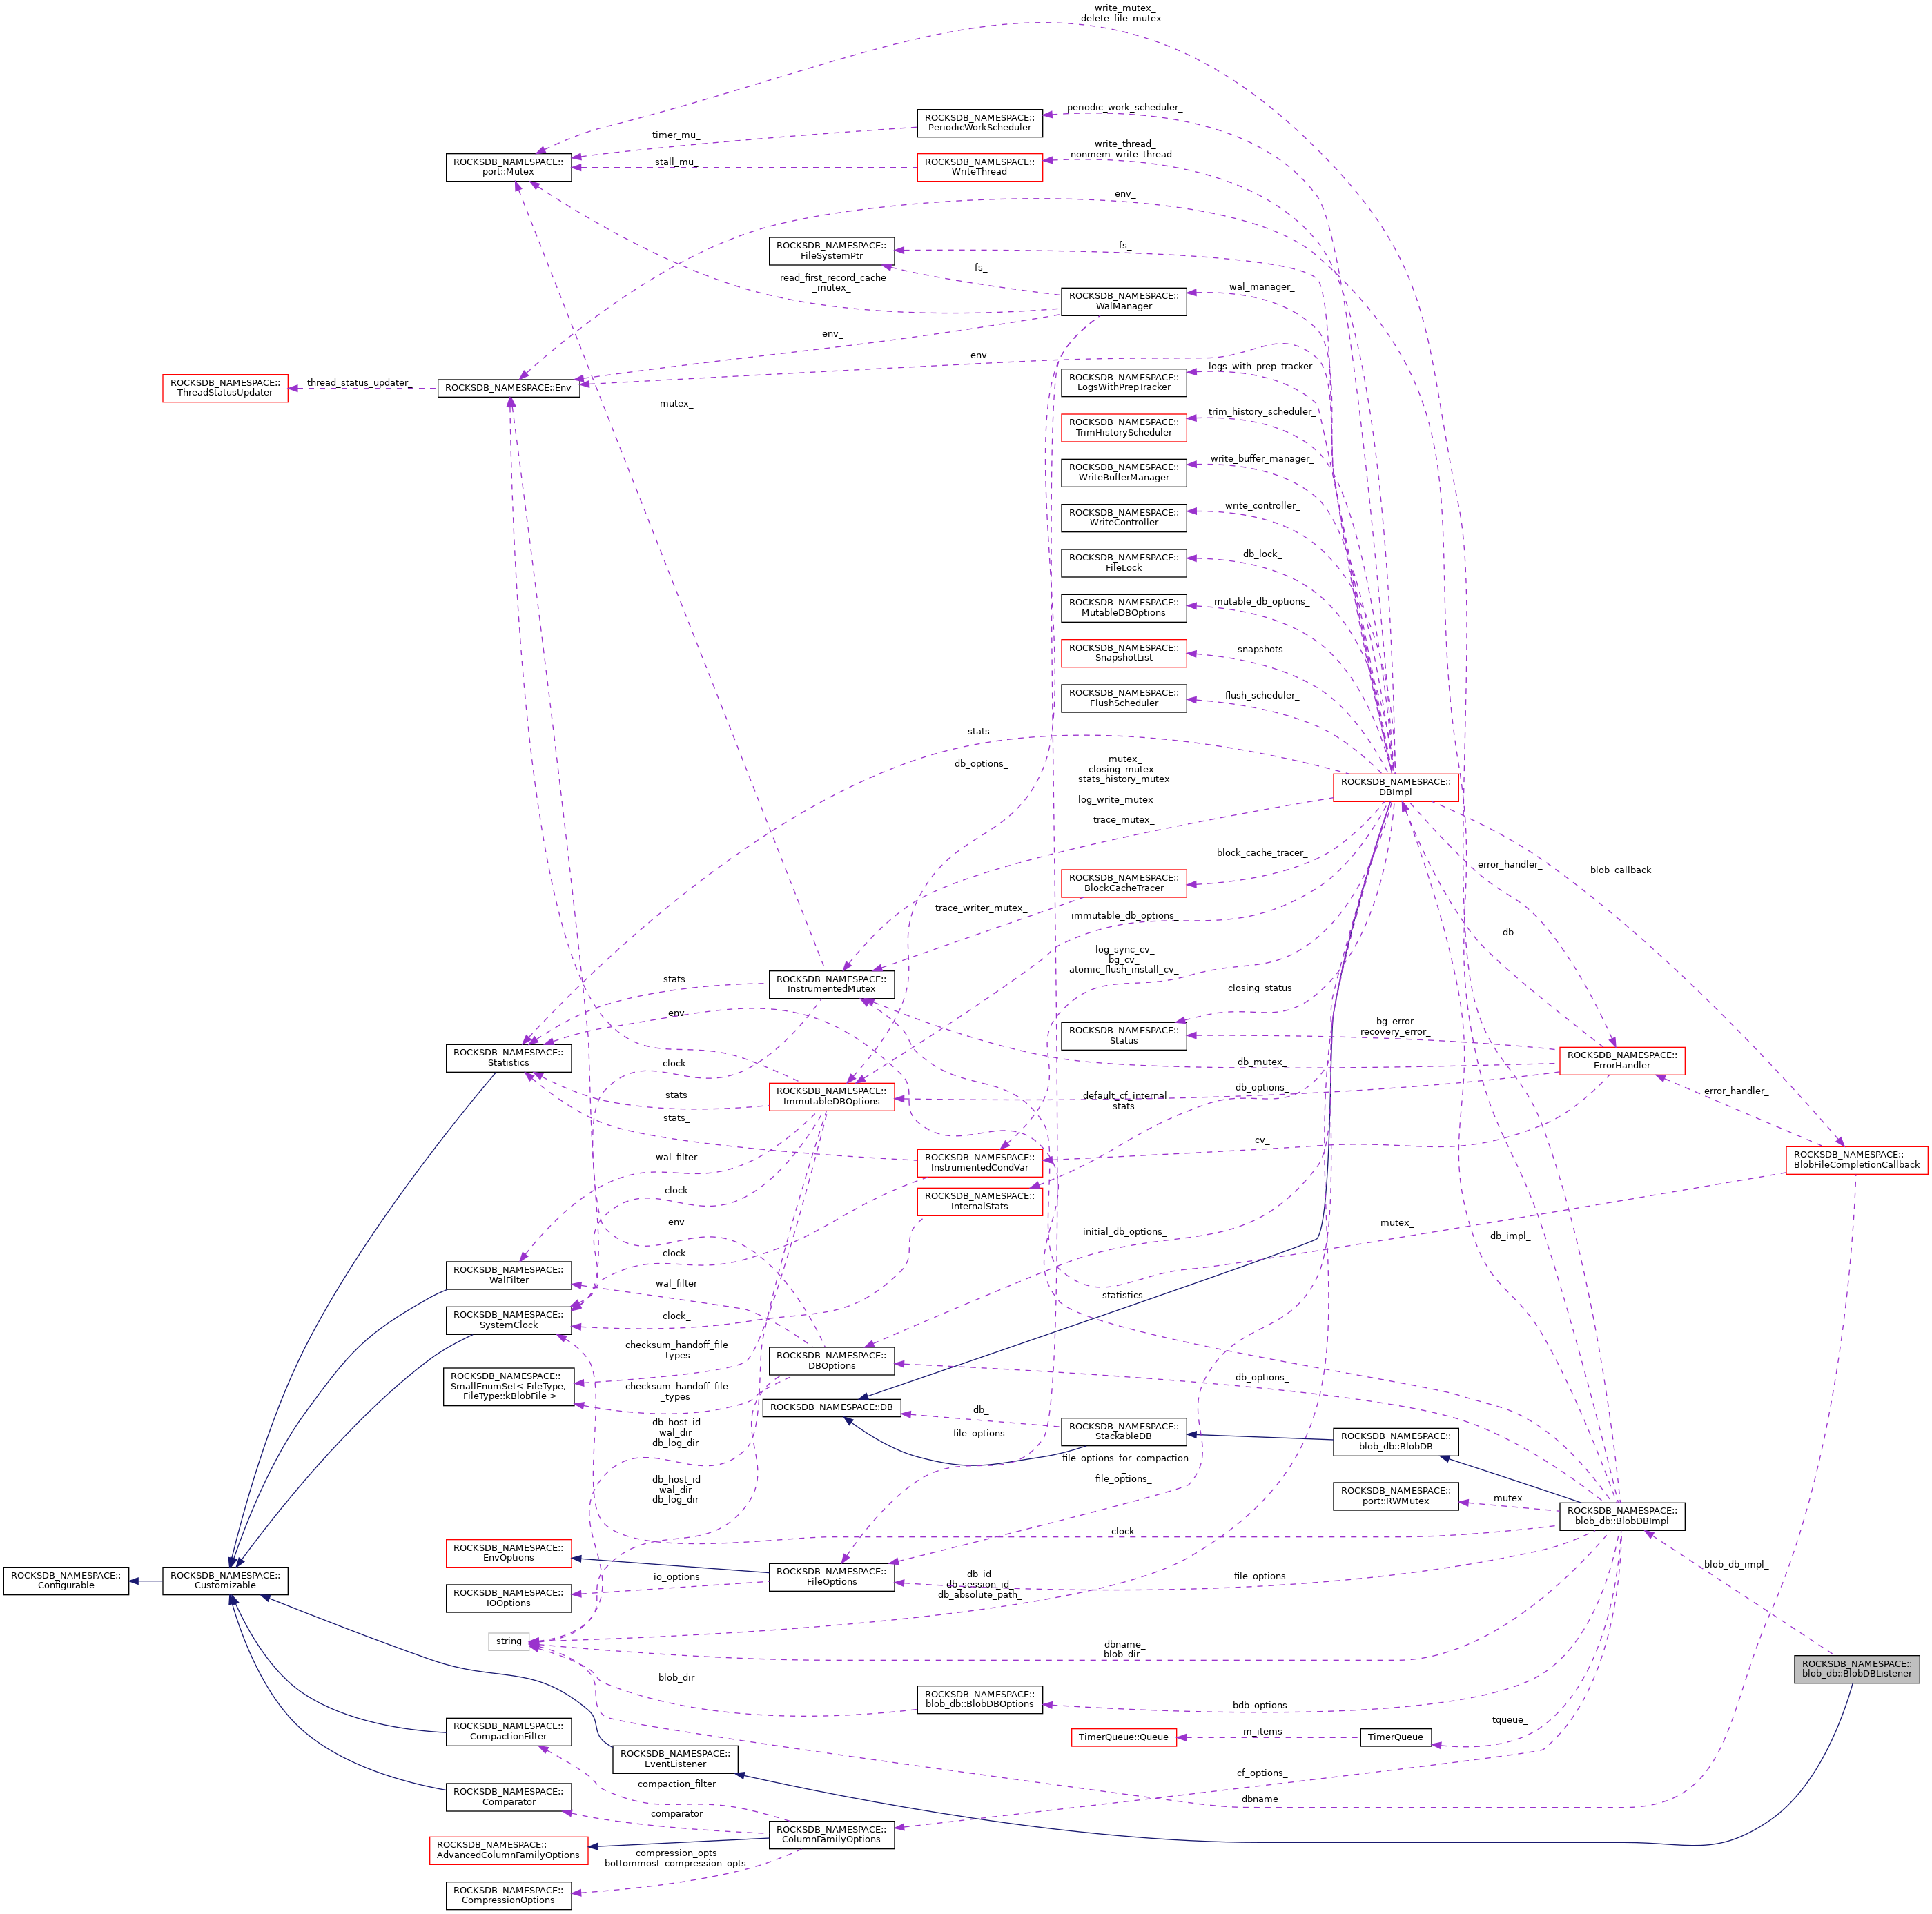 write_mutex_
delete_file_mutex_
periodic_work_scheduler_
ROCKSDB_NAMESPACE::
PeriodicWorkScheduler
timer_mu_
write_thread_
nonmem_write_thread_
ROCKSDB_NAMESPACE::
port::Mutex
stall_mu_
ROCKSDB_NAMESPACE::
WriteThread
env_
ROCKSDB_NAMESPACE::
FileSystemPtr
fs_
fs_
read_first_record_cache
_mutex_
ROCKSDB_NAMESPACE::
WalManager
wal_manager_
env_
env_
ROCKSDB_NAMESPACE::
ThreadStatusUpdater
thread_status_updater_
ROCKSDB_NAMESPACE::Env
ROCKSDB_NAMESPACE::
LogsWithPrepTracker
logs_with_prep_tracker_
mutex_
ROCKSDB_NAMESPACE::
TrimHistoryScheduler
trim_history_scheduler_
ROCKSDB_NAMESPACE::
WriteBufferManager
write_buffer_manager_
ROCKSDB_NAMESPACE::
WriteController
write_controller_
ROCKSDB_NAMESPACE::
FileLock
db_lock_
ROCKSDB_NAMESPACE::
MutableDBOptions
mutable_db_options_
ROCKSDB_NAMESPACE::
SnapshotList
snapshots_
ROCKSDB_NAMESPACE::
FlushScheduler
flush_scheduler_
stats_
db_options_
mutex_
closing_mutex_
stats_history_mutex
_
log_write_mutex
_
trace_mutex_
ROCKSDB_NAMESPACE::
DBImpl
block_cache_tracer_
ROCKSDB_NAMESPACE::
BlockCacheTracer
error_handler_
blob_callback_
trace_writer_mutex_
immutable_db_options_
db_
log_sync_cv_
bg_cv_
atomic_flush_install_cv_
ROCKSDB_NAMESPACE::
InstrumentedMutex
stats_
closing_status_
env
ROCKSDB_NAMESPACE::
Status
bg_error_
recovery_error_
ROCKSDB_NAMESPACE::
Statistics
clock_
db_mutex_
ROCKSDB_NAMESPACE::
ErrorHandler
ROCKSDB_NAMESPACE::
ImmutableDBOptions
stats
default_cf_internal
_stats_
db_options_
error_handler_
stats_
cv_
wal_filter
ROCKSDB_NAMESPACE::
InstrumentedCondVar
ROCKSDB_NAMESPACE::
BlobFileCompletionCallback
clock
ROCKSDB_NAMESPACE::
InternalStats
env
initial_db_options_
mutex_
db_impl_
clock_
ROCKSDB_NAMESPACE::
WalFilter
wal_filter
statistics_
ROCKSDB_NAMESPACE::
SystemClock
clock_
checksum_handoff_file
_types
ROCKSDB_NAMESPACE::
DBOptions
ROCKSDB_NAMESPACE::
SmallEnumSet< FileType,
FileType::kBlobFile >
checksum_handoff_file
_types
db_options_
ROCKSDB_NAMESPACE::DB
db_
db_host_id
wal_dir
db_log_dir
file_options_
ROCKSDB_NAMESPACE::
StackableDB
ROCKSDB_NAMESPACE::
blob_db::BlobDB
file_options_for_compaction
_
file_options_
db_host_id
wal_dir
db_log_dir
ROCKSDB_NAMESPACE::
port::RWMutex
mutex_
ROCKSDB_NAMESPACE::
blob_db::BlobDBImpl
clock_
ROCKSDB_NAMESPACE::
EnvOptions
blob_db_impl_
ROCKSDB_NAMESPACE::
Configurable
ROCKSDB_NAMESPACE::
Customizable
io_options
ROCKSDB_NAMESPACE::
FileOptions
db_id_
db_session_id_
db_absolute_path_
file_options_
ROCKSDB_NAMESPACE::
IOOptions
string
dbname_
blob_dir_
ROCKSDB_NAMESPACE::
blob_db::BlobDBListener
blob_dir
ROCKSDB_NAMESPACE::
blob_db::BlobDBOptions
bdb_options_
tqueue_
ROCKSDB_NAMESPACE::
CompactionFilter
TimerQueue::Queue
m_items
TimerQueue
ROCKSDB_NAMESPACE::
EventListener
cf_options_
compaction_filter
ROCKSDB_NAMESPACE::
Comparator
dbname_
comparator
ROCKSDB_NAMESPACE::
ColumnFamilyOptions
ROCKSDB_NAMESPACE::
AdvancedColumnFamilyOptions
compression_opts
bottommost_compression_opts
ROCKSDB_NAMESPACE::
CompressionOptions